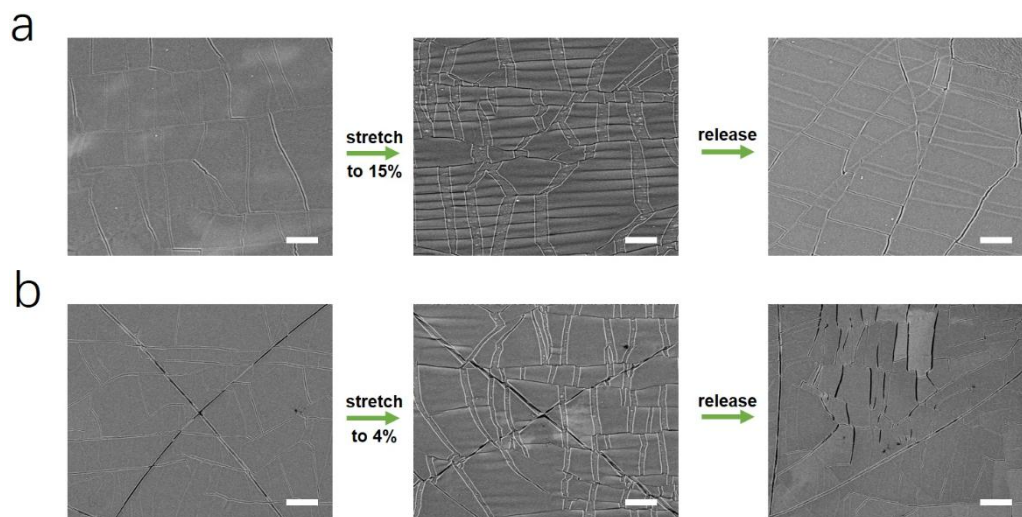 a
stretch
to 15%
release
b
stretch
to 4%
release